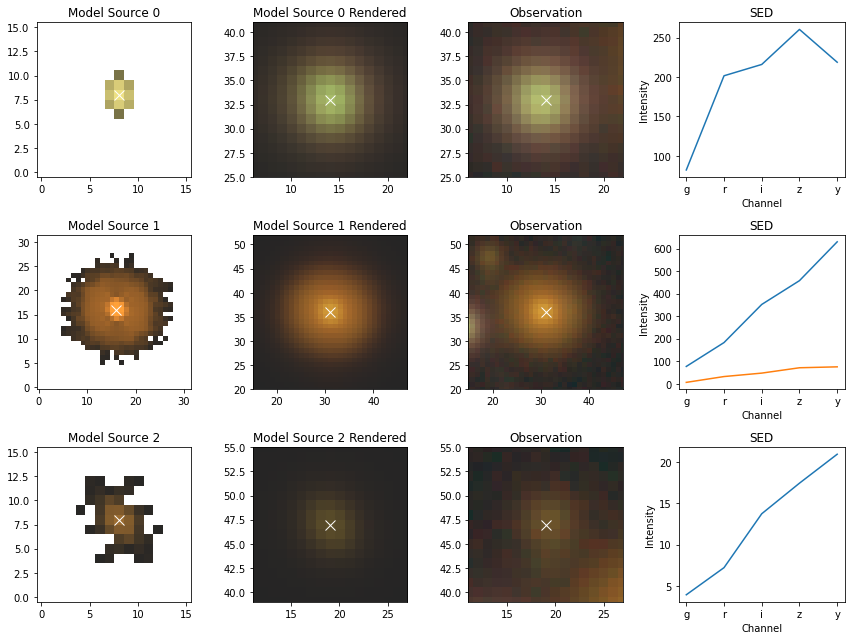 Model Source 0 Model Source 0 Rendered Observation SED
15.0 12.5 10.0 7.5 5.0 2.5 0.0
0 5 10 15
40.0 37.5 35.0 32.5 30.0 27.5 25.0
10 15 20
40.0 37.5 35.0 32.5 30.0 27.5 25.0
10 15 20
Intensity
250 200 150 100
g r i z y
Channel
Model Source 1 Model Source 1 Rendered Observation SED
30 25 20 15 10 5 0
0 10 20 30
50 45 40 35 30 25 20
20 30 40
50 45 40 35 30 25 20
20 30 40
Intensity
600 500 400 300 200 100 0
g r i z y
Channel
Model Source 2 Model Source 2 Rendered Observation SED
15.0 12.5 10.0 7.5 5.0 2.5 0.0
0 5 10 15
55.0 52.5 50.0 47.5 45.0 42.5 40.0
15 20 25
55.0 52.5 50.0 47.5 45.0 42.5 40.0
15 20 25
Intensity
20 15 10 5
g r i z y
Channel